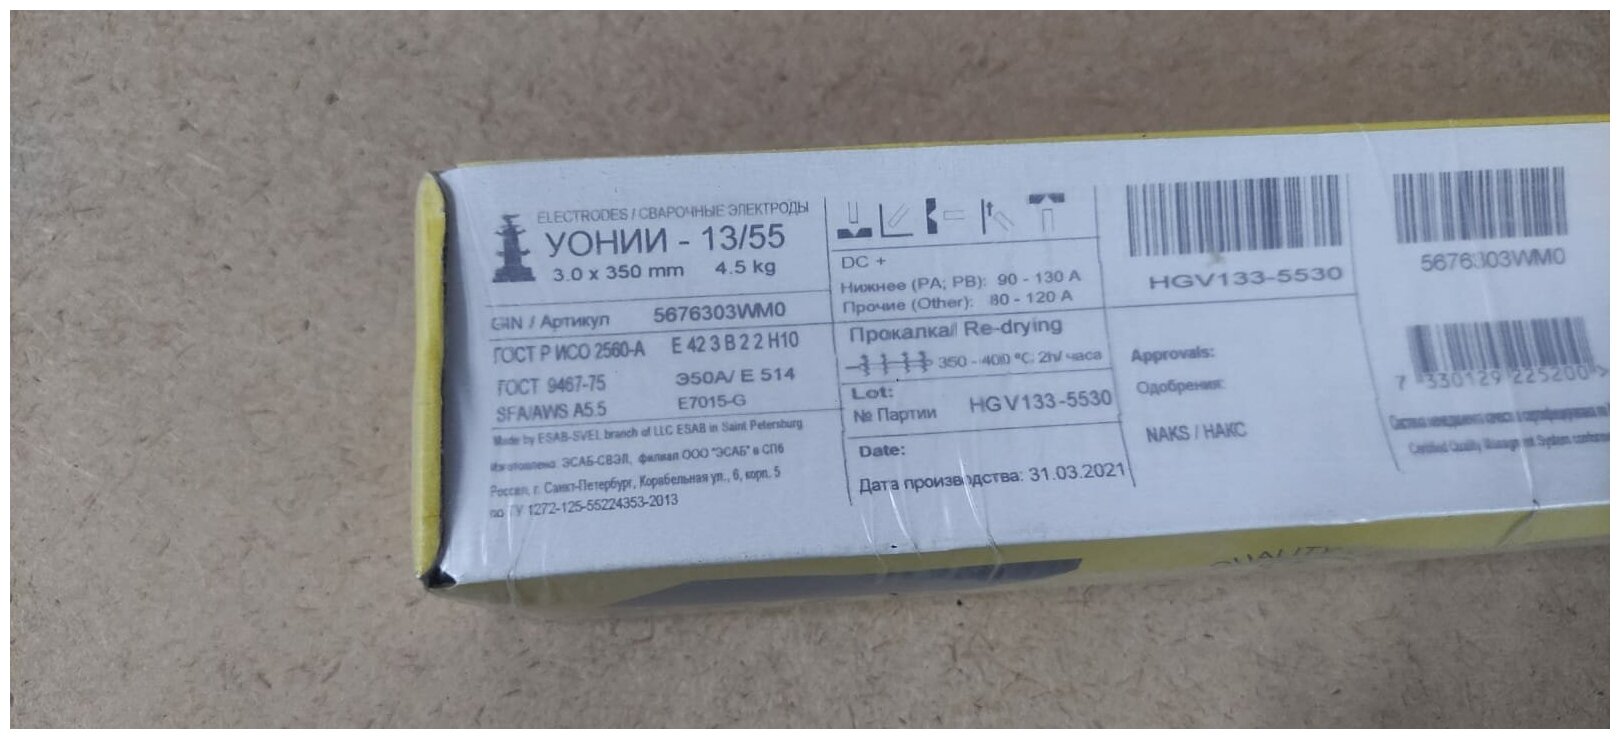 ELECTRODES / СВАРОЧНЫЕ ЭЛЕКТРОДЫ
УОНИИ - 13/55
3.0 x 350 mm 4.5 kg
GIN / Артикул 5676303WM0
ГОСТ Р ИСО 2560-А E 42 3 B 2 2 H10
ГОСТ 9467-75 Э50А/ E 514
SFA/AWS A5.5 E7015-G
Made by ESAB-SVEL branch of LLC ESAB in Saint Petersburg
Изготовлено ЭСАБ-СВЭЛ, филиал ООО "ЭСАБ" в СПб
Россия, г. Санкт-Петербург, Корабельная ул., 6, корп. 5
по ТУ 1272-125-55224353-2013
DC +
Нижнее (PA; PB): 90 - 130 A
Прочие (Other): 80 - 120 A
Прокалка/ Re-drying
350 - 400 °C, 2h/ часа
Lot:
№ Партии HGV133-5530
Date:
Дата производства: 31.03.2021
HGV133-5530
Approvals:
Одобрения:
NAKS / НАКС
5676303WM0
7 330129 225200 >
Certified Quality Management System
QUALITY